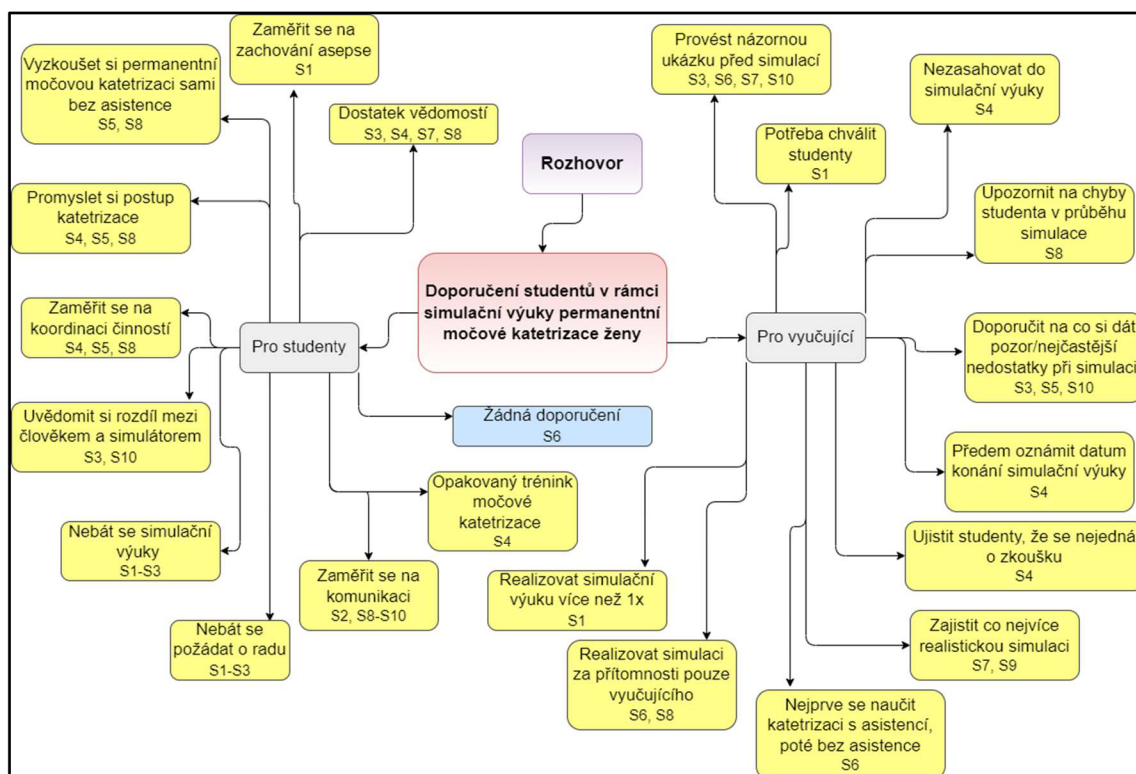 Zaměřit se na
zachování asepse
S1
Vyzkoušet si permanentní
močovou katetrizaci sami
bez asistence
S5, S8
Dostatek vědomostí
S3, S4, S7, S8
Promyslet si postup
katetrizace
S4, S5, S8
Zaměřit se na
koordinaci činností
S4, S5, S8
Pro studenty
Uvědomit si rozdíl mezi
člověkem a simulátorem
S3, S10
Nebát se simulační
výuky
S1-S3
Nebát se
požádat o radu
S1-S3
Zaměřit se na
komunikaci
S2, S8-S10
Opakovaný trénink
močové
katetrizace
S4
Žádná doporučení
S6
Rozhovor
Doporučení studentů v rámci
simulační výuky permanentní
močové katetrizace ženy
Pro vyučující
Provést názornou
ukázku před simulací
S3, S6, S7, S10
Potřeba chválit
studenty
S1
Nezasahovat do
simulační výuky
S4
Upozornit na chyby
studenta v průběhu
simulace
S8
Doporučit na co si dát
pozor/nejčastější
nedostatky při simulaci
S3, S5, S10
Předem oznámit datum
konání simulační výuky
S4
Ujistit studenty, že se nejedná
o zkoušku
S4
Zajistit co nejvíce
realistickou simulaci
S7, S9
Nejprve se naučit
katetrizaci s asistencí,
poté bez asistence
S6
Realizovat simulaci
za přítomnosti pouze
vyučujícího
S6, S8
Realizovat simulační
výuku více než 1x
S1